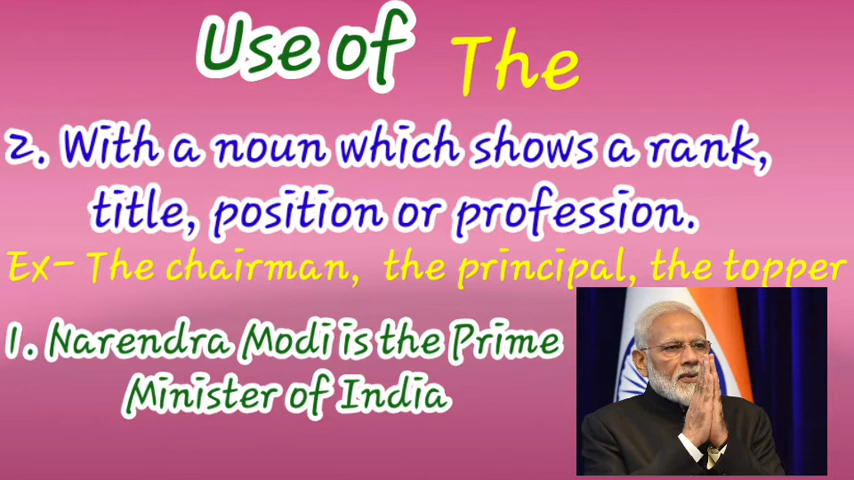 Use of The
2. With a noun which shows a rank,
title, position or profession.
Ex- The chairman, the principal, the topper
1. Narendra Modi is the Prime
Minister of India